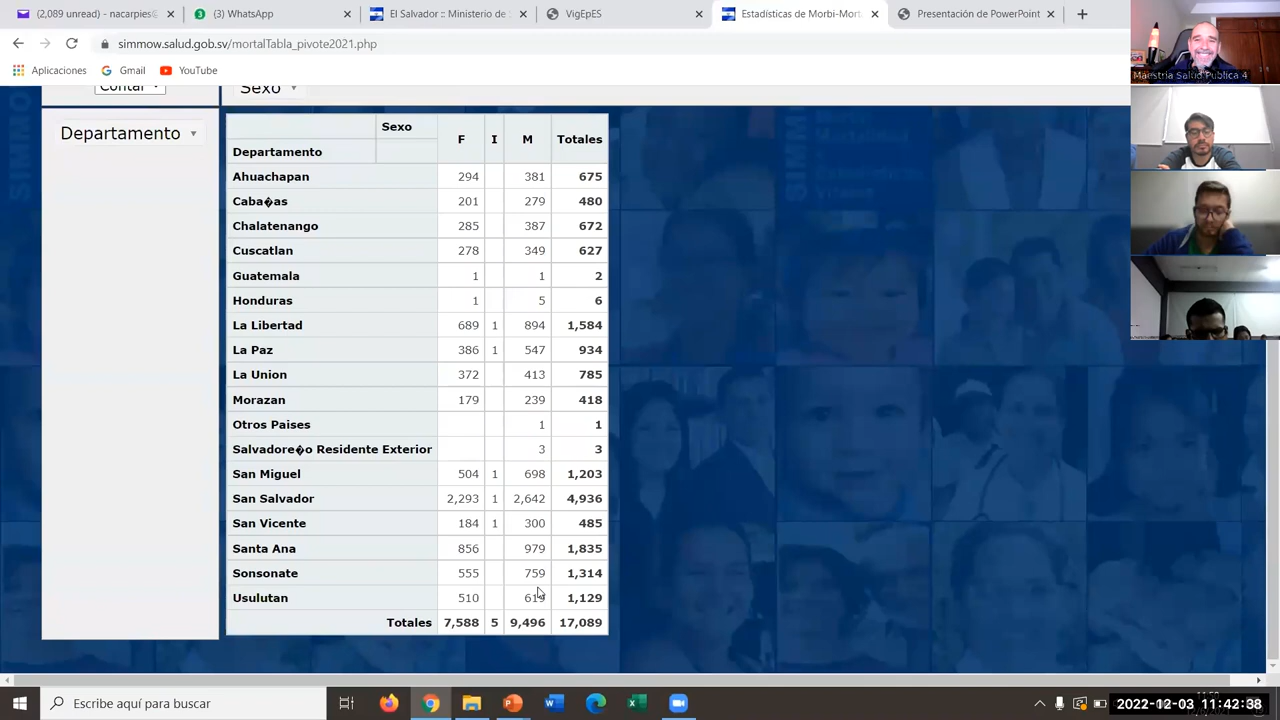 (2,089 unread) - nacarpies@
(3) WhatsApp
El Salvador :: Ministerio de
VigEpES
Estadísticas de Morbi-Mort
Presentación de PowerPoint
simmow.salud.gob.sv/mortalTabla_pivote2021.php
Aplicaciones Gmail YouTube
Maestria Salud Publica 4
Contar Sexo
Departamento
Sexo F I M Totales
Departamento
Ahuachapan 294 381 675
Caba�as 201 279 480
Chalatenango 285 387 672
Cuscatlan 278 349 627
Guatemala 1 1 2
Honduras 1 5 6
La Libertad 689 1 894 1,584
La Paz 386 1 547 934
La Union 372 413 785
Morazan 179 239 418
Otros Paises 1 1
Salvadore�o Residente Exterior 3 3
San Miguel 504 1 698 1,203
San Salvador 2,293 1 2,642 4,936
San Vicente 184 1 300 485
Santa Ana 856 979 1,835
Sonsonate 555 759 1,314
Usulutan 510 619 1,129
Totales 7,588 5 9,496 17,089
SIMMO
Escribe aquí para buscar
2022-12-03 11:42:38